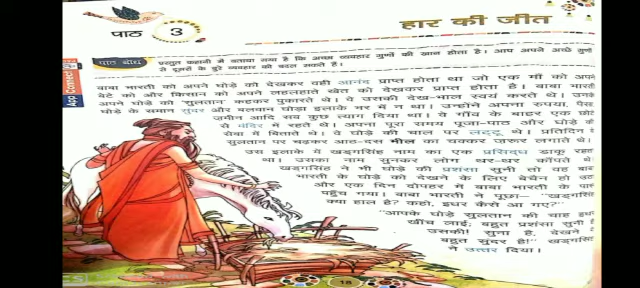 पाठ
3
हार की जीत
पाठ बोध
प्रस्तुत कहानी में बताया गया है कि अच्छा व्यवहार गुणों की खान होता है। आप अपने अच्छे गुणों
से दूसरों के बुरे व्यवहार को बदल सकते हैं।
बाबा भारती को अपने घोड़े को देखकर वही आनंद प्राप्त होता था जो एक माँ को अपने
बेटे को और किसान को अपने लहलहाते खेत को देखकर प्राप्त होता है। बाबा भारती
अपने घोड़े को 'सुलतान' कहकर पुकारते थे। वे उसकी देख-भाल स्वयं करते थे। उनके
घोड़े के समान सुंदर और बलवान घोड़ा इलाके भर में न था। उन्होंने अपना रुपया, पैसा,
ज़मीन आदि सब कुछ त्याग दिया था। वे गाँव के बाहर एक छोटे
से मंदिर में रहते थे। अपना पूरा समय पूजा-पाठ और घोड़े की
सेवा में बिताते थे। वे घोड़े की चाल पर लट्टू थे। प्रतिदिन वे
सुलतान पर चढ़कर आठ-दस मील का चक्कर ज़रूर लगाते थे।
उस इलाके में खड्गसिंह नाम का एक प्रसिद्ध डाकू रहता
था। उसका नाम सुनकर लोग थर-थर काँपते थे।
खड्गसिंह ने भी घोड़े की प्रशंसा सुनी तो वह बाबा
भारती के घोड़े को देखने के लिए बेचैन हो उठा
और एक दिन दोपहर में बाबा भारती के पास
पहुँच गया। बाबा भारती ने पूछा– "खड्गसिंह
क्या हाल है? कहो, इधर कैसे आ गए?"
"आपके घोड़े सुलतान की चाह इधर
खींच लाई; बहुत प्रशंसा सुनी है
उसकी! सुना है, देखने में
बहुत सुंदर है!" खड्गसिंह
ने उत्तर दिया।
18